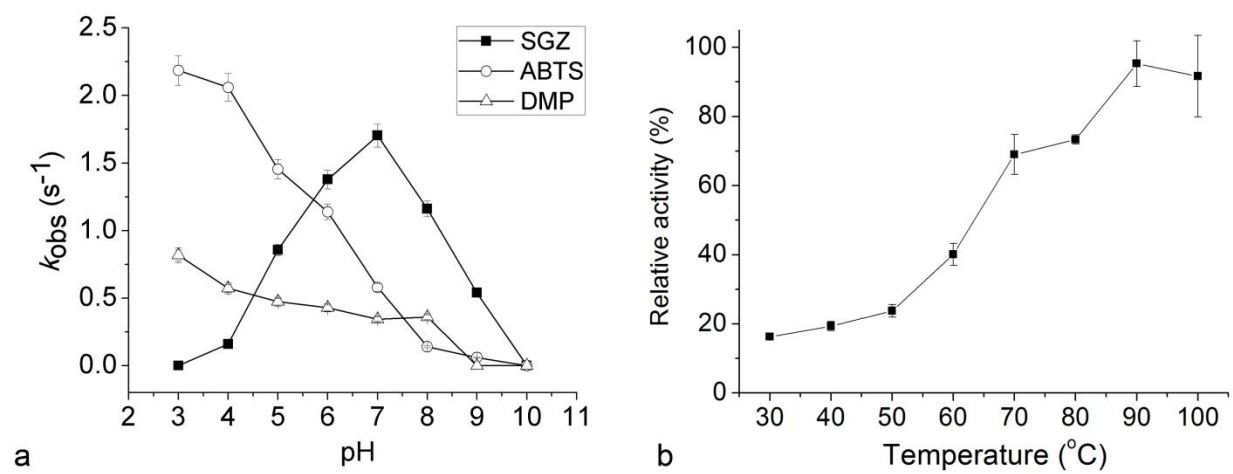 2.5
2.0
1.5
1.0
0.5
0.0
kobs (s-1)
SGZ
ABTS
DMP
2 3 4 5 6 7 8 9 10 11
pH
a
100
80
60
40
20
0
Relative activity (%)
30 40 50 60 70 80 90 100
Temperature (oC)
b